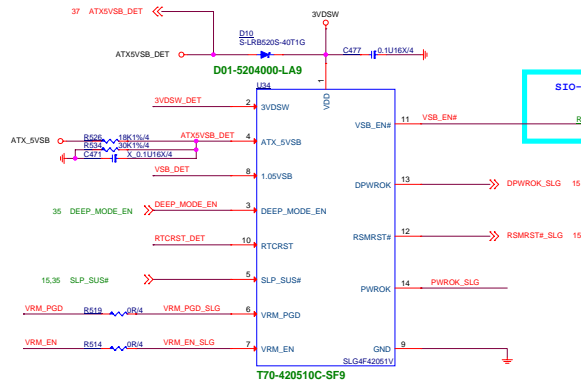 37 ATX5VSB_DET
3VDSW
D10
S-LRB520S-40T1G
ATX5VSB_DET
C477 0.1U16X/4
D01-5204000-LA9
U34
1
VDD
SIO-
3VDSW_DET 2 3VDSW
VSB_EN# 11 VSB_EN#
R
ATX_5VSB R526 18K1%/4 ATX5VSB_DET 4 ATX_5VSB
R534 30K1%/4
C471 X_0.1U16X/4
VSB_DET 8 1.05VSB
DPWROK 13 DPWROK_SLG 15
35 DEEP_MODE_EN DEEP_MODE_EN 3 DEEP_MODE_EN
RSMRST# 12 RSMRST#_SLG 15
RTCRST_DET 10 RTCRST
15,35 SLP_SUS# 5 SLP_SUS#
PWROK 14 PWROK_SLG
VRM_PGD R519 0R/4 VRM_PGD_SLG 6 VRM_PGD
VRM_EN R514 0R/4 VRM_EN_SLG 7 VRM_EN
GND 9
SLG4F42051V
T70-420510C-SF9